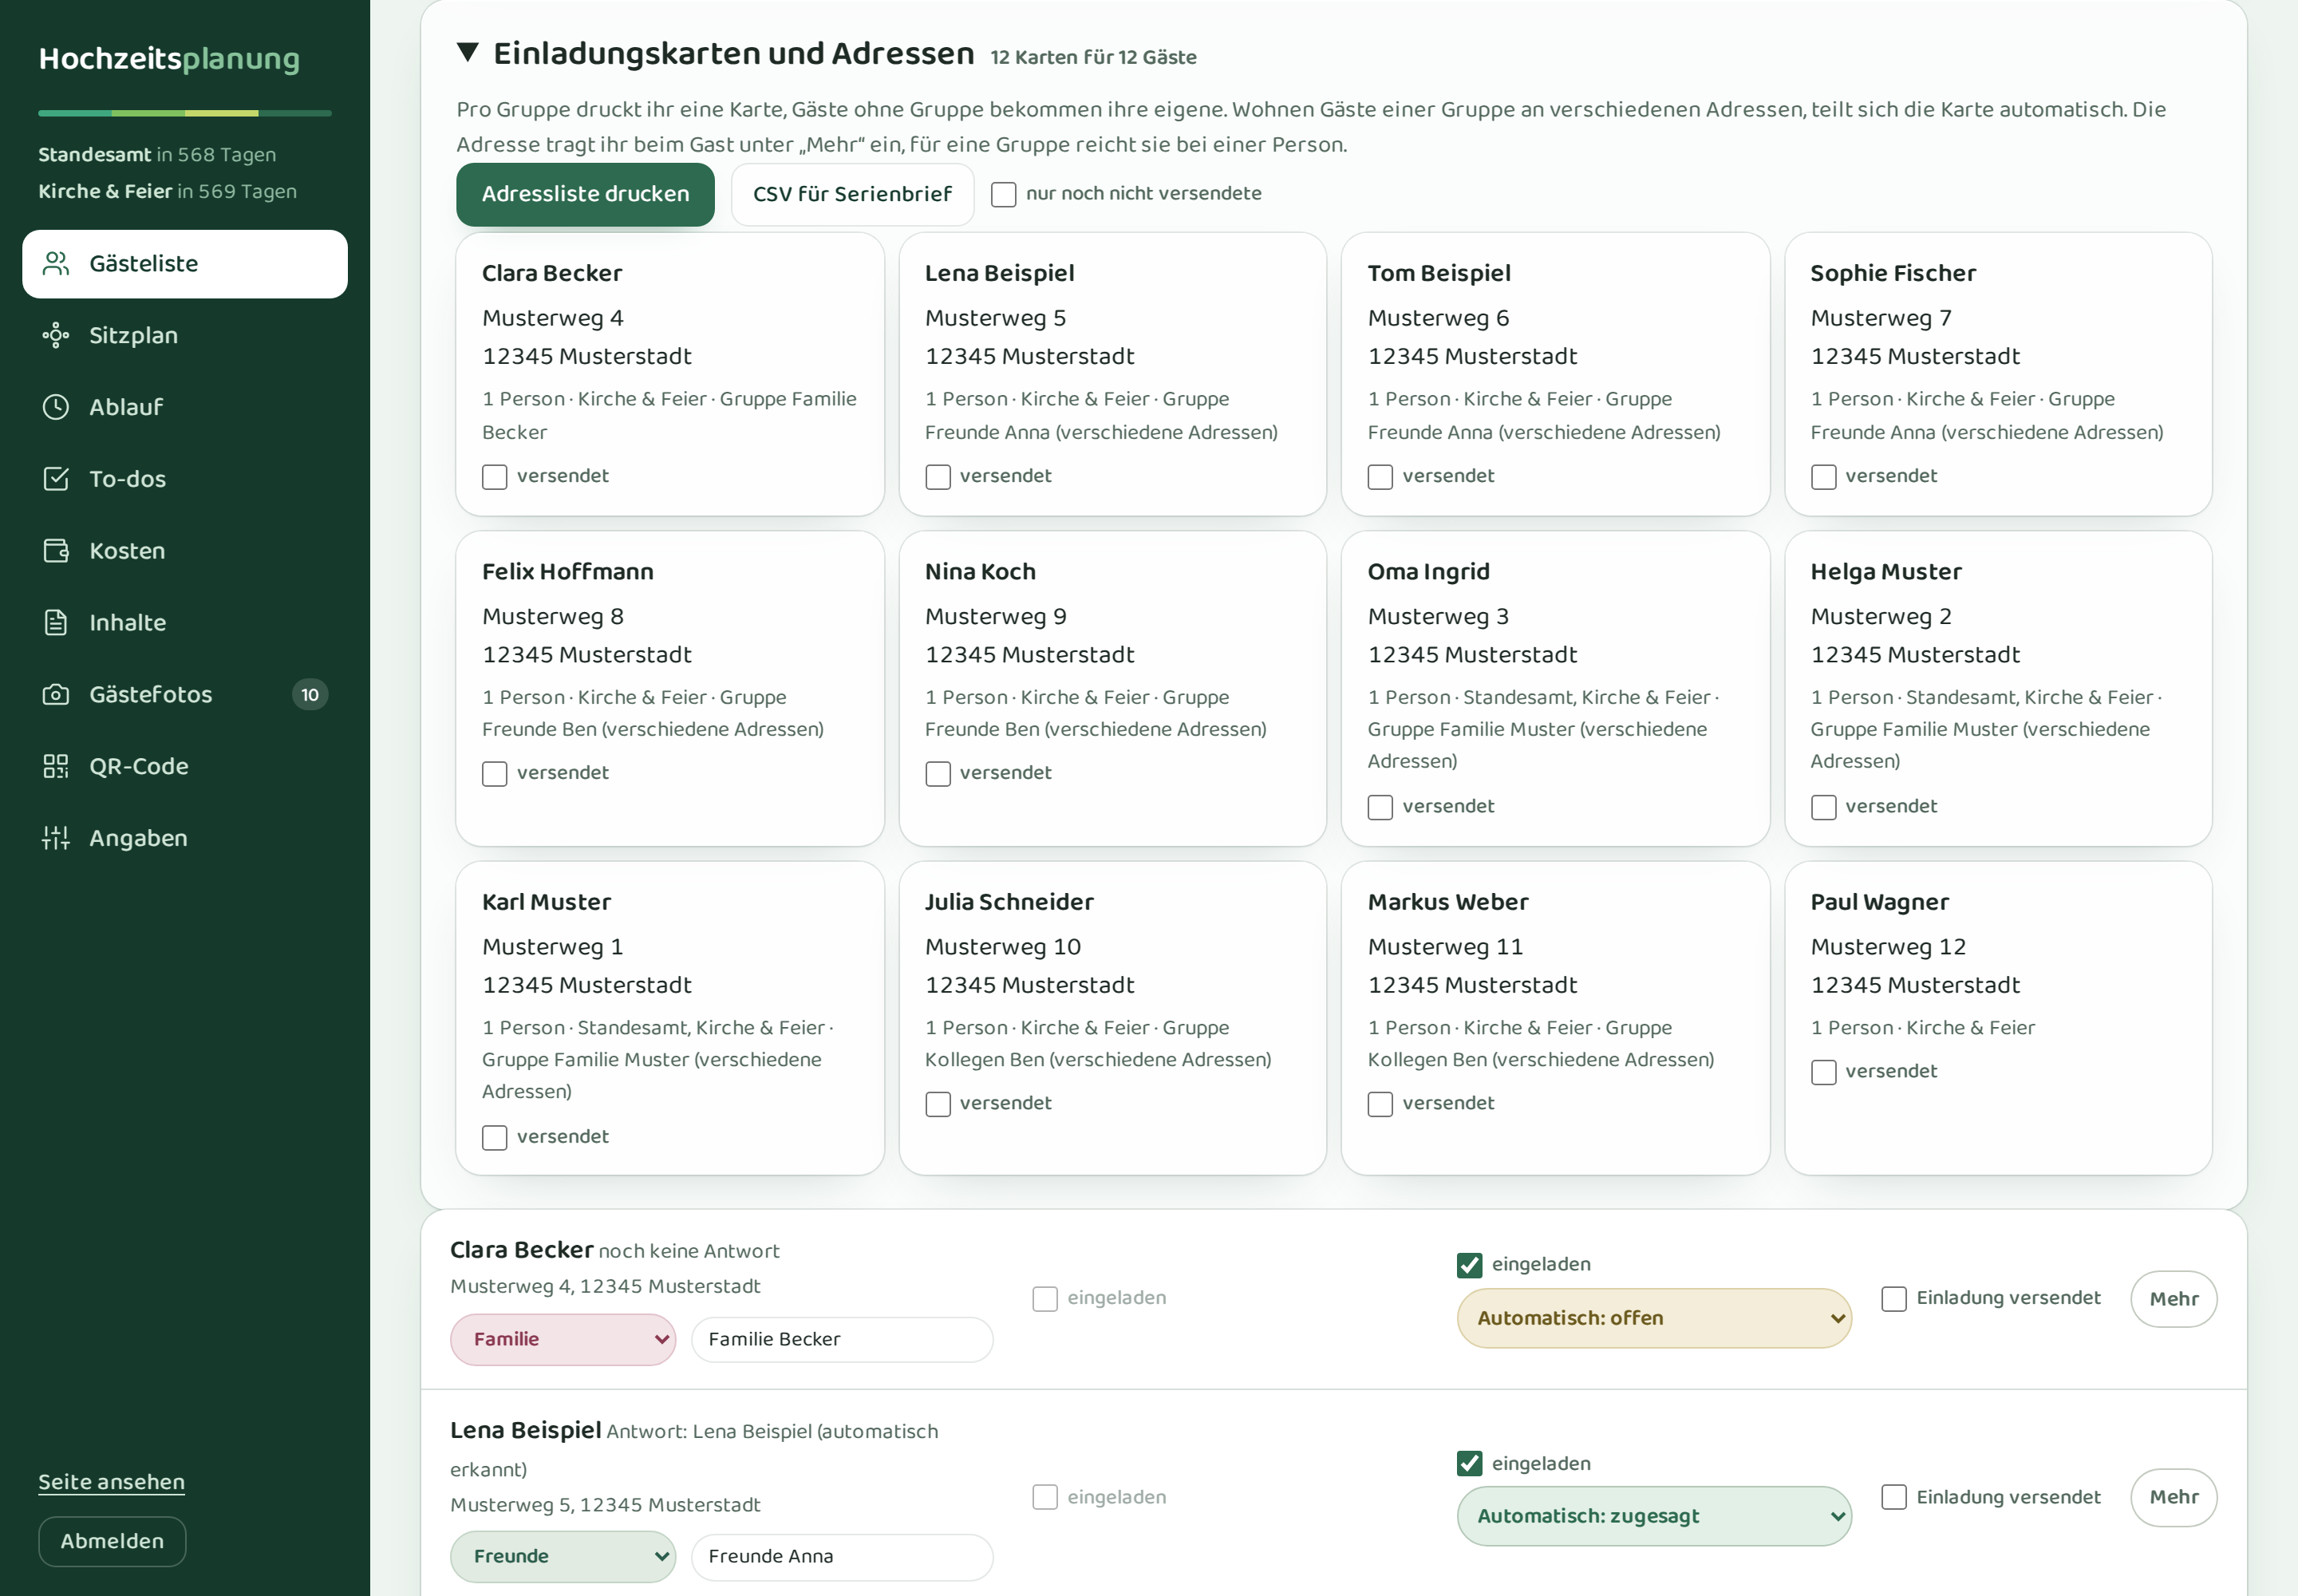 Hochzeitsplanung
Standesamt in 568 Tagen
Kirche & Feier in 569 Tagen
Gästeliste
Sitzplan
Ablauf
To-dos
Kosten
Inhalte
Gästefotos 10
QR-Code
Angaben
Seite ansehen
Abmelden
Einladungskarten und Adressen 12 Karten für 12 Gäste
Pro Gruppe druckt ihr eine Karte, Gäste ohne Gruppe bekommen ihre eigene. Wohnen Gäste einer Gruppe an verschiedenen Adressen, teilt sich die Karte automatisch. Die
Adresse tragt ihr beim Gast unter „Mehr“ ein, für eine Gruppe reicht sie bei einer Person.
Adressliste drucken CSV für Serienbrief nur noch nicht versendete
Clara Becker
Musterweg 4
12345 Musterstadt
1 Person · Kirche & Feier · Gruppe Familie
Becker
versendet
Lena Beispiel
Musterweg 5
12345 Musterstadt
1 Person · Kirche & Feier · Gruppe
Freunde Anna (verschiedene Adressen)
versendet
Tom Beispiel
Musterweg 6
12345 Musterstadt
1 Person · Kirche & Feier · Gruppe
Freunde Anna (verschiedene Adressen)
versendet
Sophie Fischer
Musterweg 7
12345 Musterstadt
1 Person · Kirche & Feier · Gruppe
Freunde Anna (verschiedene Adressen)
versendet
Felix Hoffmann
Musterweg 8
12345 Musterstadt
1 Person · Kirche & Feier · Gruppe
Freunde Ben (verschiedene Adressen)
versendet
Nina Koch
Musterweg 9
12345 Musterstadt
1 Person · Kirche & Feier · Gruppe
Freunde Ben (verschiedene Adressen)
versendet
Oma Ingrid
Musterweg 3
12345 Musterstadt
1 Person · Standesamt, Kirche & Feier ·
Gruppe Familie Muster (verschiedene
Adressen)
versendet
Helga Muster
Musterweg 2
12345 Musterstadt
1 Person · Standesamt, Kirche & Feier ·
Gruppe Familie Muster (verschiedene
Adressen)
versendet
Karl Muster
Musterweg 1
12345 Musterstadt
1 Person · Standesamt, Kirche & Feier ·
Gruppe Familie Muster (verschiedene
Adressen)
versendet
Julia Schneider
Musterweg 10
12345 Musterstadt
1 Person · Kirche & Feier · Gruppe
Kollegen Ben (verschiedene Adressen)
versendet
Markus Weber
Musterweg 11
12345 Musterstadt
1 Person · Kirche & Feier · Gruppe
Kollegen Ben (verschiedene Adressen)
versendet
Paul Wagner
Musterweg 12
12345 Musterstadt
1 Person · Kirche & Feier
versendet
Clara Becker noch keine Antwort
Musterweg 4, 12345 Musterstadt
Familie Familie Becker
eingeladen
eingeladen
Automatisch: offen
Einladung versendet
Mehr
Lena Beispiel Antwort: Lena Beispiel (automatisch
erkannt)
Musterweg 5, 12345 Musterstadt
Freunde Freunde Anna
eingeladen
eingeladen
Automatisch: zugesagt
Einladung versendet
Mehr